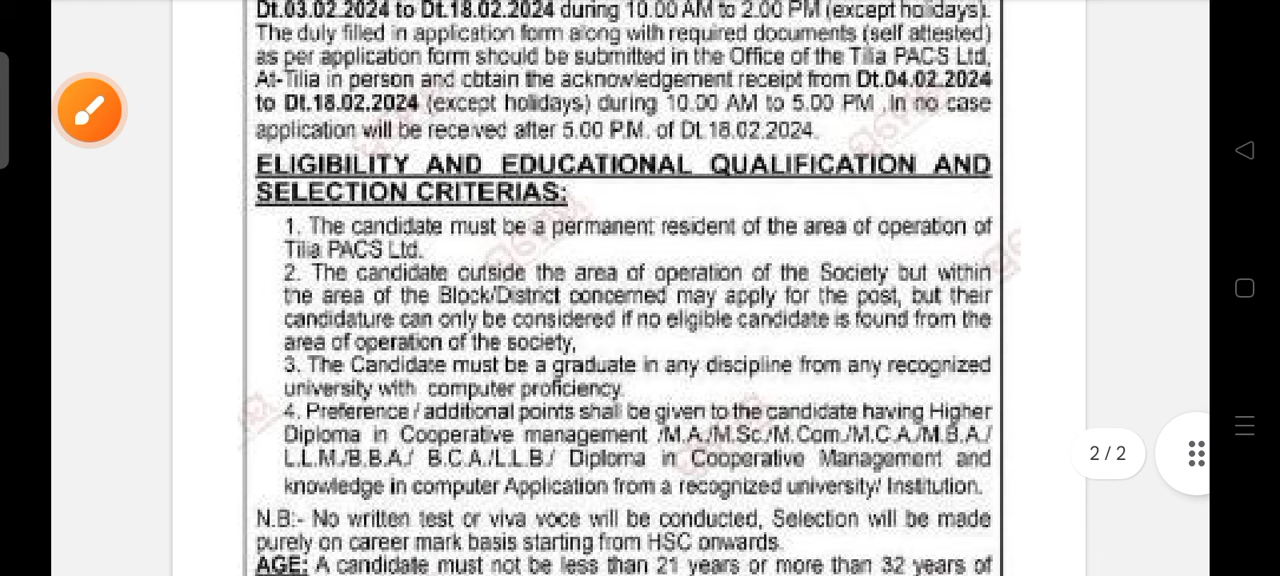 Dt.03.02.2024 to Dt.18.02.2024 during 10.00 AM to 2.00 PM (except holidays).
The duly filled in application form along with required documents (self attested)
as per application form should be submitted in the Office of the Tilia PACS Ltd,
At-Tilia in person and obtain the acknowledgement receipt from Dt.04.02.2024
to Dt.18.02.2024 (except holidays) during 10.00 AM to 5.00 PM .In no case
application will be received after 5.00 P.M. of Dt.18.02.2024.
ELIGIBILITY AND EDUCATIONAL QUALIFICATION AND
SELECTION CRITERIAS:
1. The candidate must be a permanent resident of the area of operation of
Tilia PACS Ltd.
2. The candidate outside the area of operation of the Society but within
the area of the Block/District concerned may apply for the post, but their
candidature can only be considered if no eligible candidate is found from the
area of operation of the society,
3. The Candidate must be a graduate in any discipline from any recognized
university with computer proficiency.
4. Preference / additional points shall be given to the candidate having Higher
Diploma in Cooperative management /M.A./M.Sc./M.Com./M.C.A./M.B.A./
L.L.M./B.B.A./ B.C.A./L.L.B./ Diploma in Cooperative Management and
knowledge in computer Application from a recognized university/ Institution.
N.B:- No written test or viva voce will be conducted, Selection will be made
purely on career mark basis starting from HSC onwards.
AGE: A candidate must not be less than 21 years or more than 32 years of
2 / 2